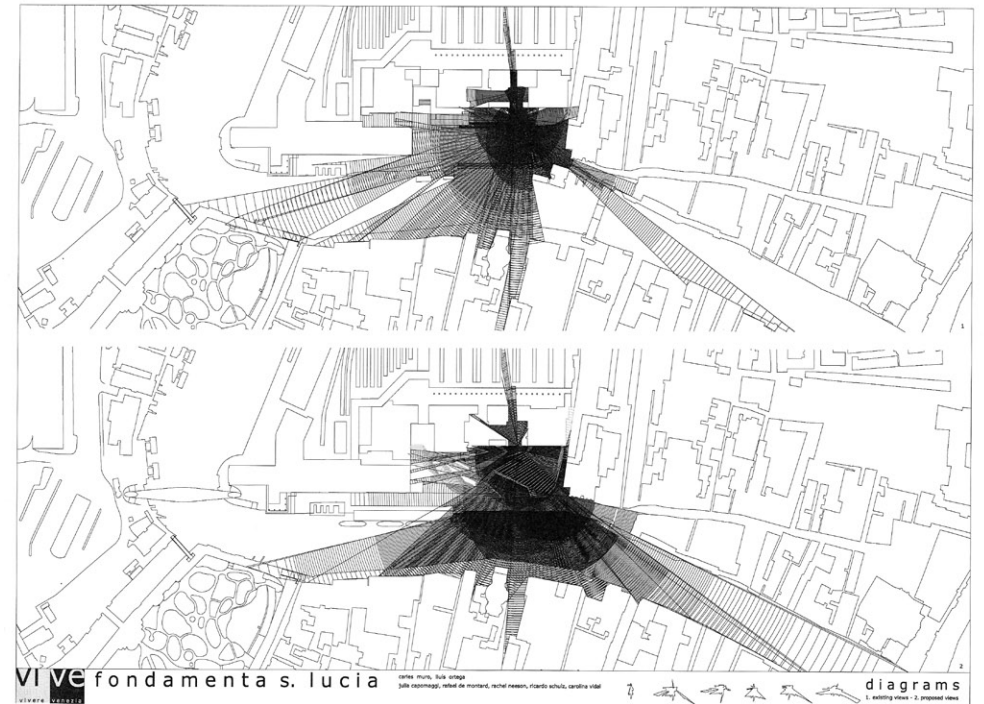 1
2
vi ve fondamenta s. lucia
vivere venezia
carles muro, lluís ortega
julia capomaggi, rafael de montard, rachel neeson, ricardo schulz, carolina vidal
diagrams
1. existing views - 2. proposed views